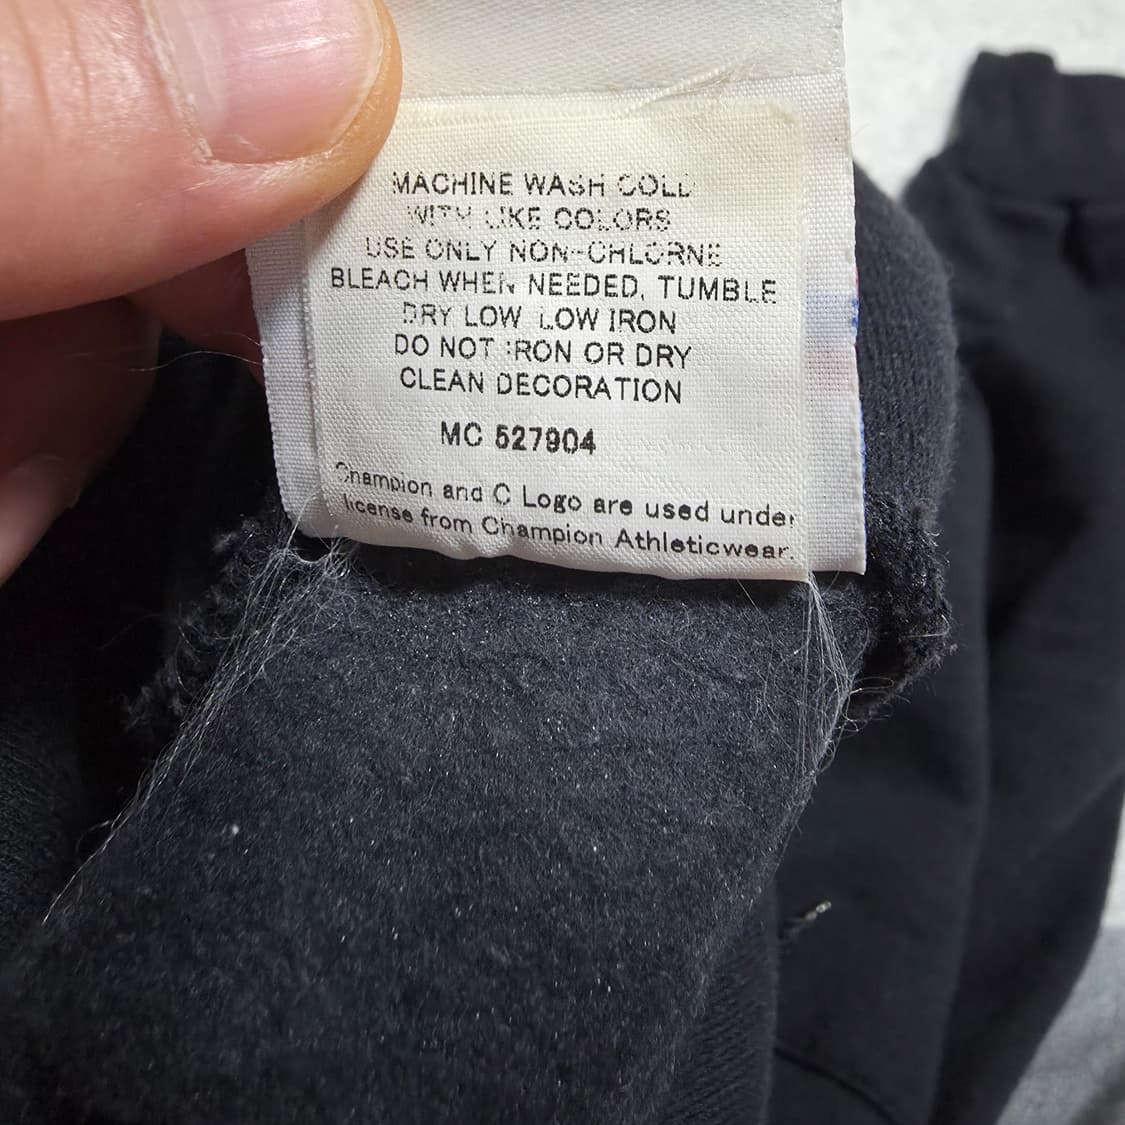 MACHINE WASH COLD
WITH LIKE COLORS
USE ONLY NON-CHLORNE
BLEACH WHEN NEEDED, TUMBLE
DRY LOW LOW IRON
DO NOT IRON OR DRY
CLEAN DECORATION
MC 527904
Champion and C Logo are used under
license from Champion Athleticwear.